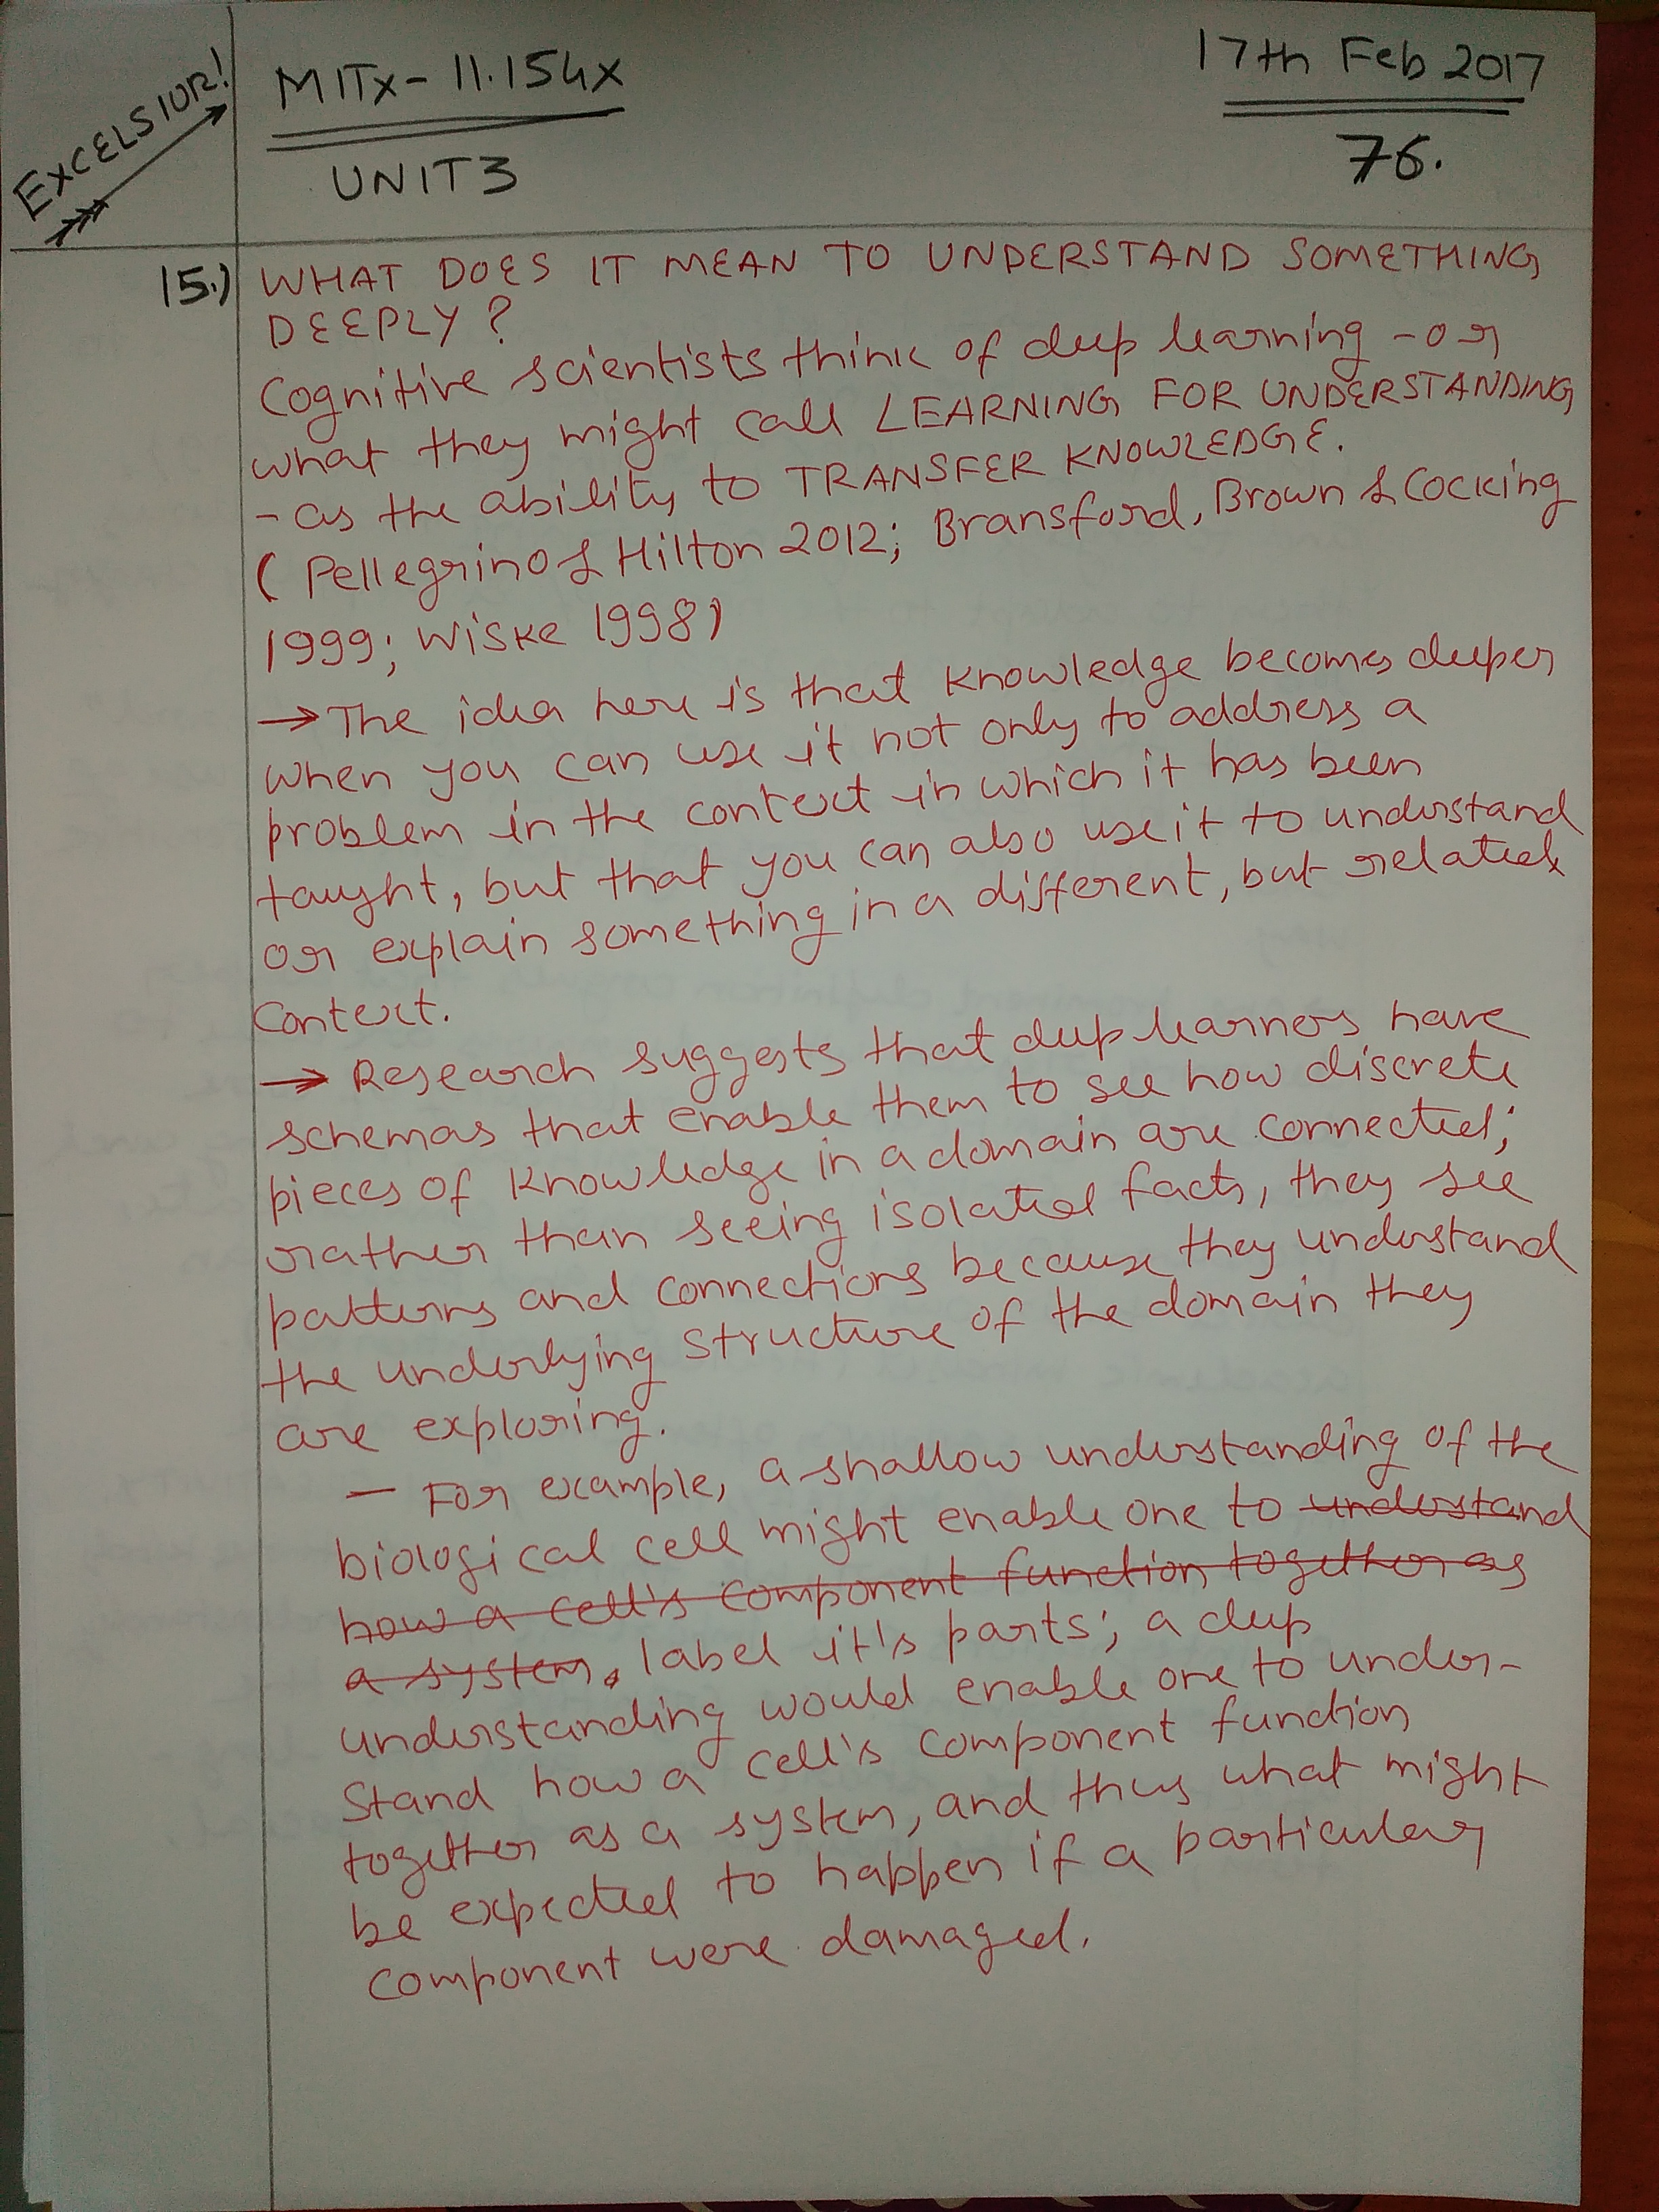 EXCELSIOR!
MITx - 11.154x
17th Feb 2017
UNIT 3
76.
15.) WHAT DOES IT MEAN TO UNDERSTAND SOMETHING
DEEPLY?
Cognitive scientists think of deep learning - or
what they might call LEARNING FOR UNDERSTANDING
- as the ability to TRANSFER KNOWLEDGE.
(Pellegrino & Hilton 2012; Bransford, Brown & Cocking
1999; Wiske 1998)
→ The idea here is that knowledge becomes deeper
when you can use it not only to address a
problem in the context in which it has been
taught, but that you can also use it to understand
or explain something in a different, but related
context.
→ Research suggests that deep learners have
schemas that enable them to see how discrete
pieces of knowledge in a domain are connected;
rather than seeing isolated facts, they see
patterns and connections because they understand
the underlying structure of the domain they
are exploring.
- For example, a shallow understanding of the
biological cell might enable one to understand
how a cell's component function together as
a system. label it's parts; a deep
understanding would enable one to under-
stand how a cell's component function
together as a system, and thus what might
be expected to happen if a particular
component were damaged.